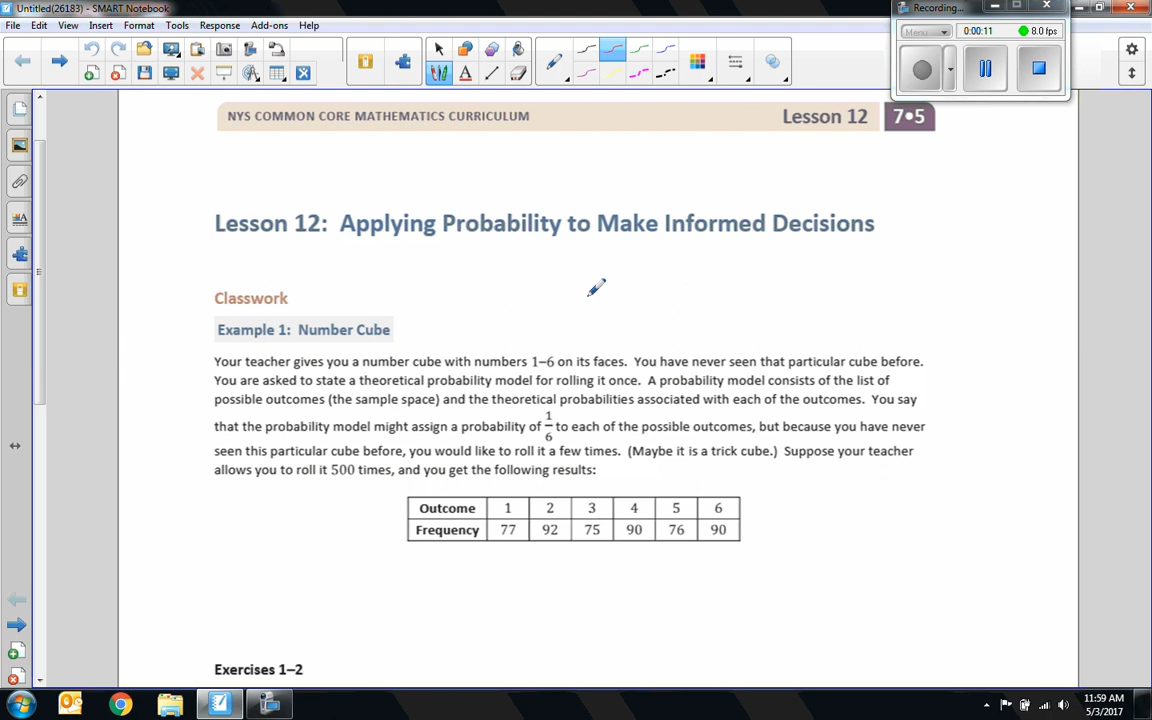 Untitled(26183) - SMART Notebook
File Edit View Insert Format Tools Response Add-ons Help
Recording...
Menu 0:00:11 8.0 fps
NYS COMMON CORE MATHEMATICS CURRICULUM Lesson 12 7•5
Lesson 12: Applying Probability to Make Informed Decisions
Classwork
Example 1: Number Cube
Your teacher gives you a number cube with numbers 1–6 on its faces. You have never seen that particular cube before.
You are asked to state a theoretical probability model for rolling it once. A probability model consists of the list of
possible outcomes (the sample space) and the theoretical probabilities associated with each of the outcomes. You say
that the probability model might assign a probability of 1/6 to each of the possible outcomes, but because you have never
seen this particular cube before, you would like to roll it a few times. (Maybe it is a trick cube.) Suppose your teacher
allows you to roll it 500 times, and you get the following results:
Outcome 1 2 3 4 5 6
Frequency 77 92 75 90 76 90
Exercises 1–2
11:59 AM
5/3/2017